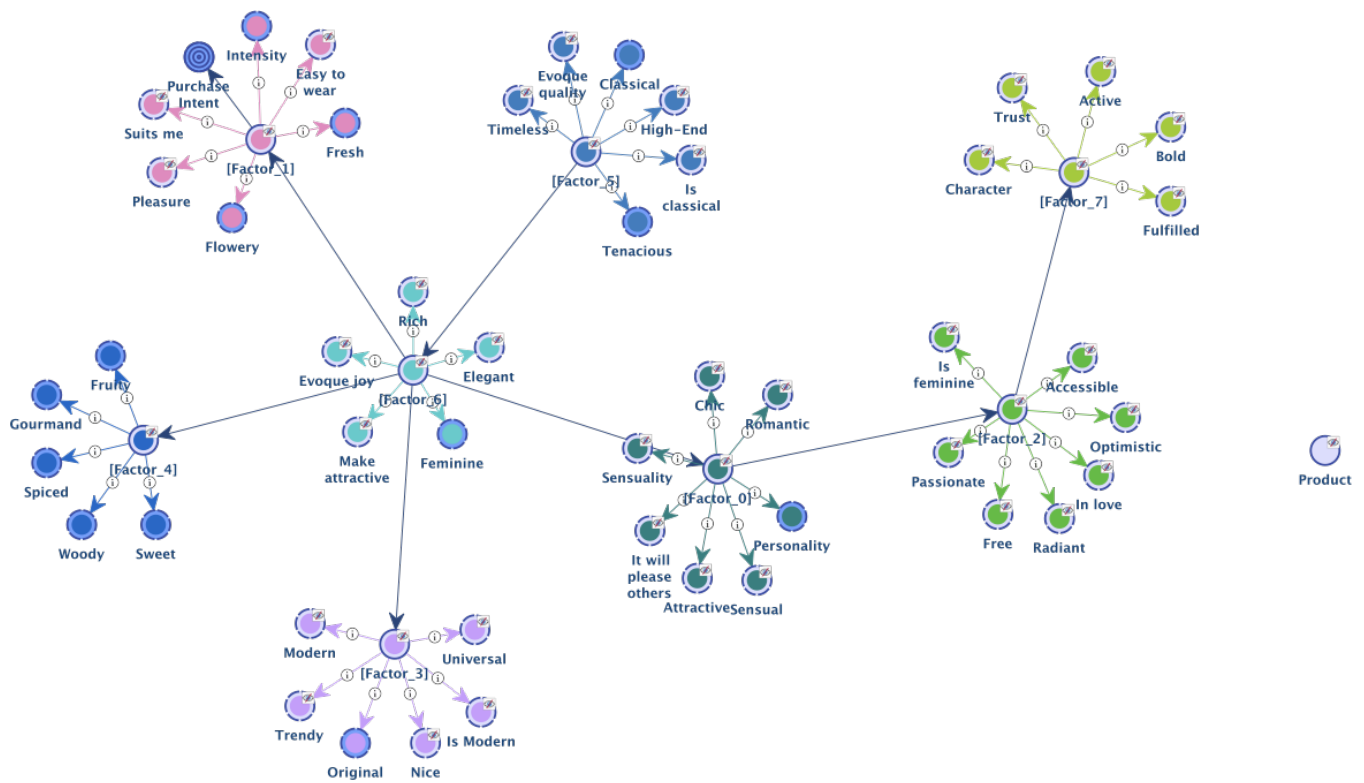 Intensity
Easy to
wear
Purchase
Intent
Suits me
[Factor_1]
Fresh
Pleasure
Flowery
Evoque
quality
Classical
Timeless
High-End
[Factor_5]
Is
classical
Tenacious
Active
Trust
Bold
Character
[Factor_7]
Fulfilled
Rich
Evoque joy
Elegant
[Factor_6]
Make
attractive
Feminine
Fruity
Gourmand
[Factor_4]
Spiced
Woody
Sweet
Chic
Romantic
Sensuality
[Factor_0]
It will
please
others
Personality
Attractive
Sensual
Is
feminine
Accessible
[Factor_2]
Optimistic
Passionate
In love
Free
Radiant
Product
Modern
Universal
[Factor_3]
Trendy
Is Modern
Original
Nice